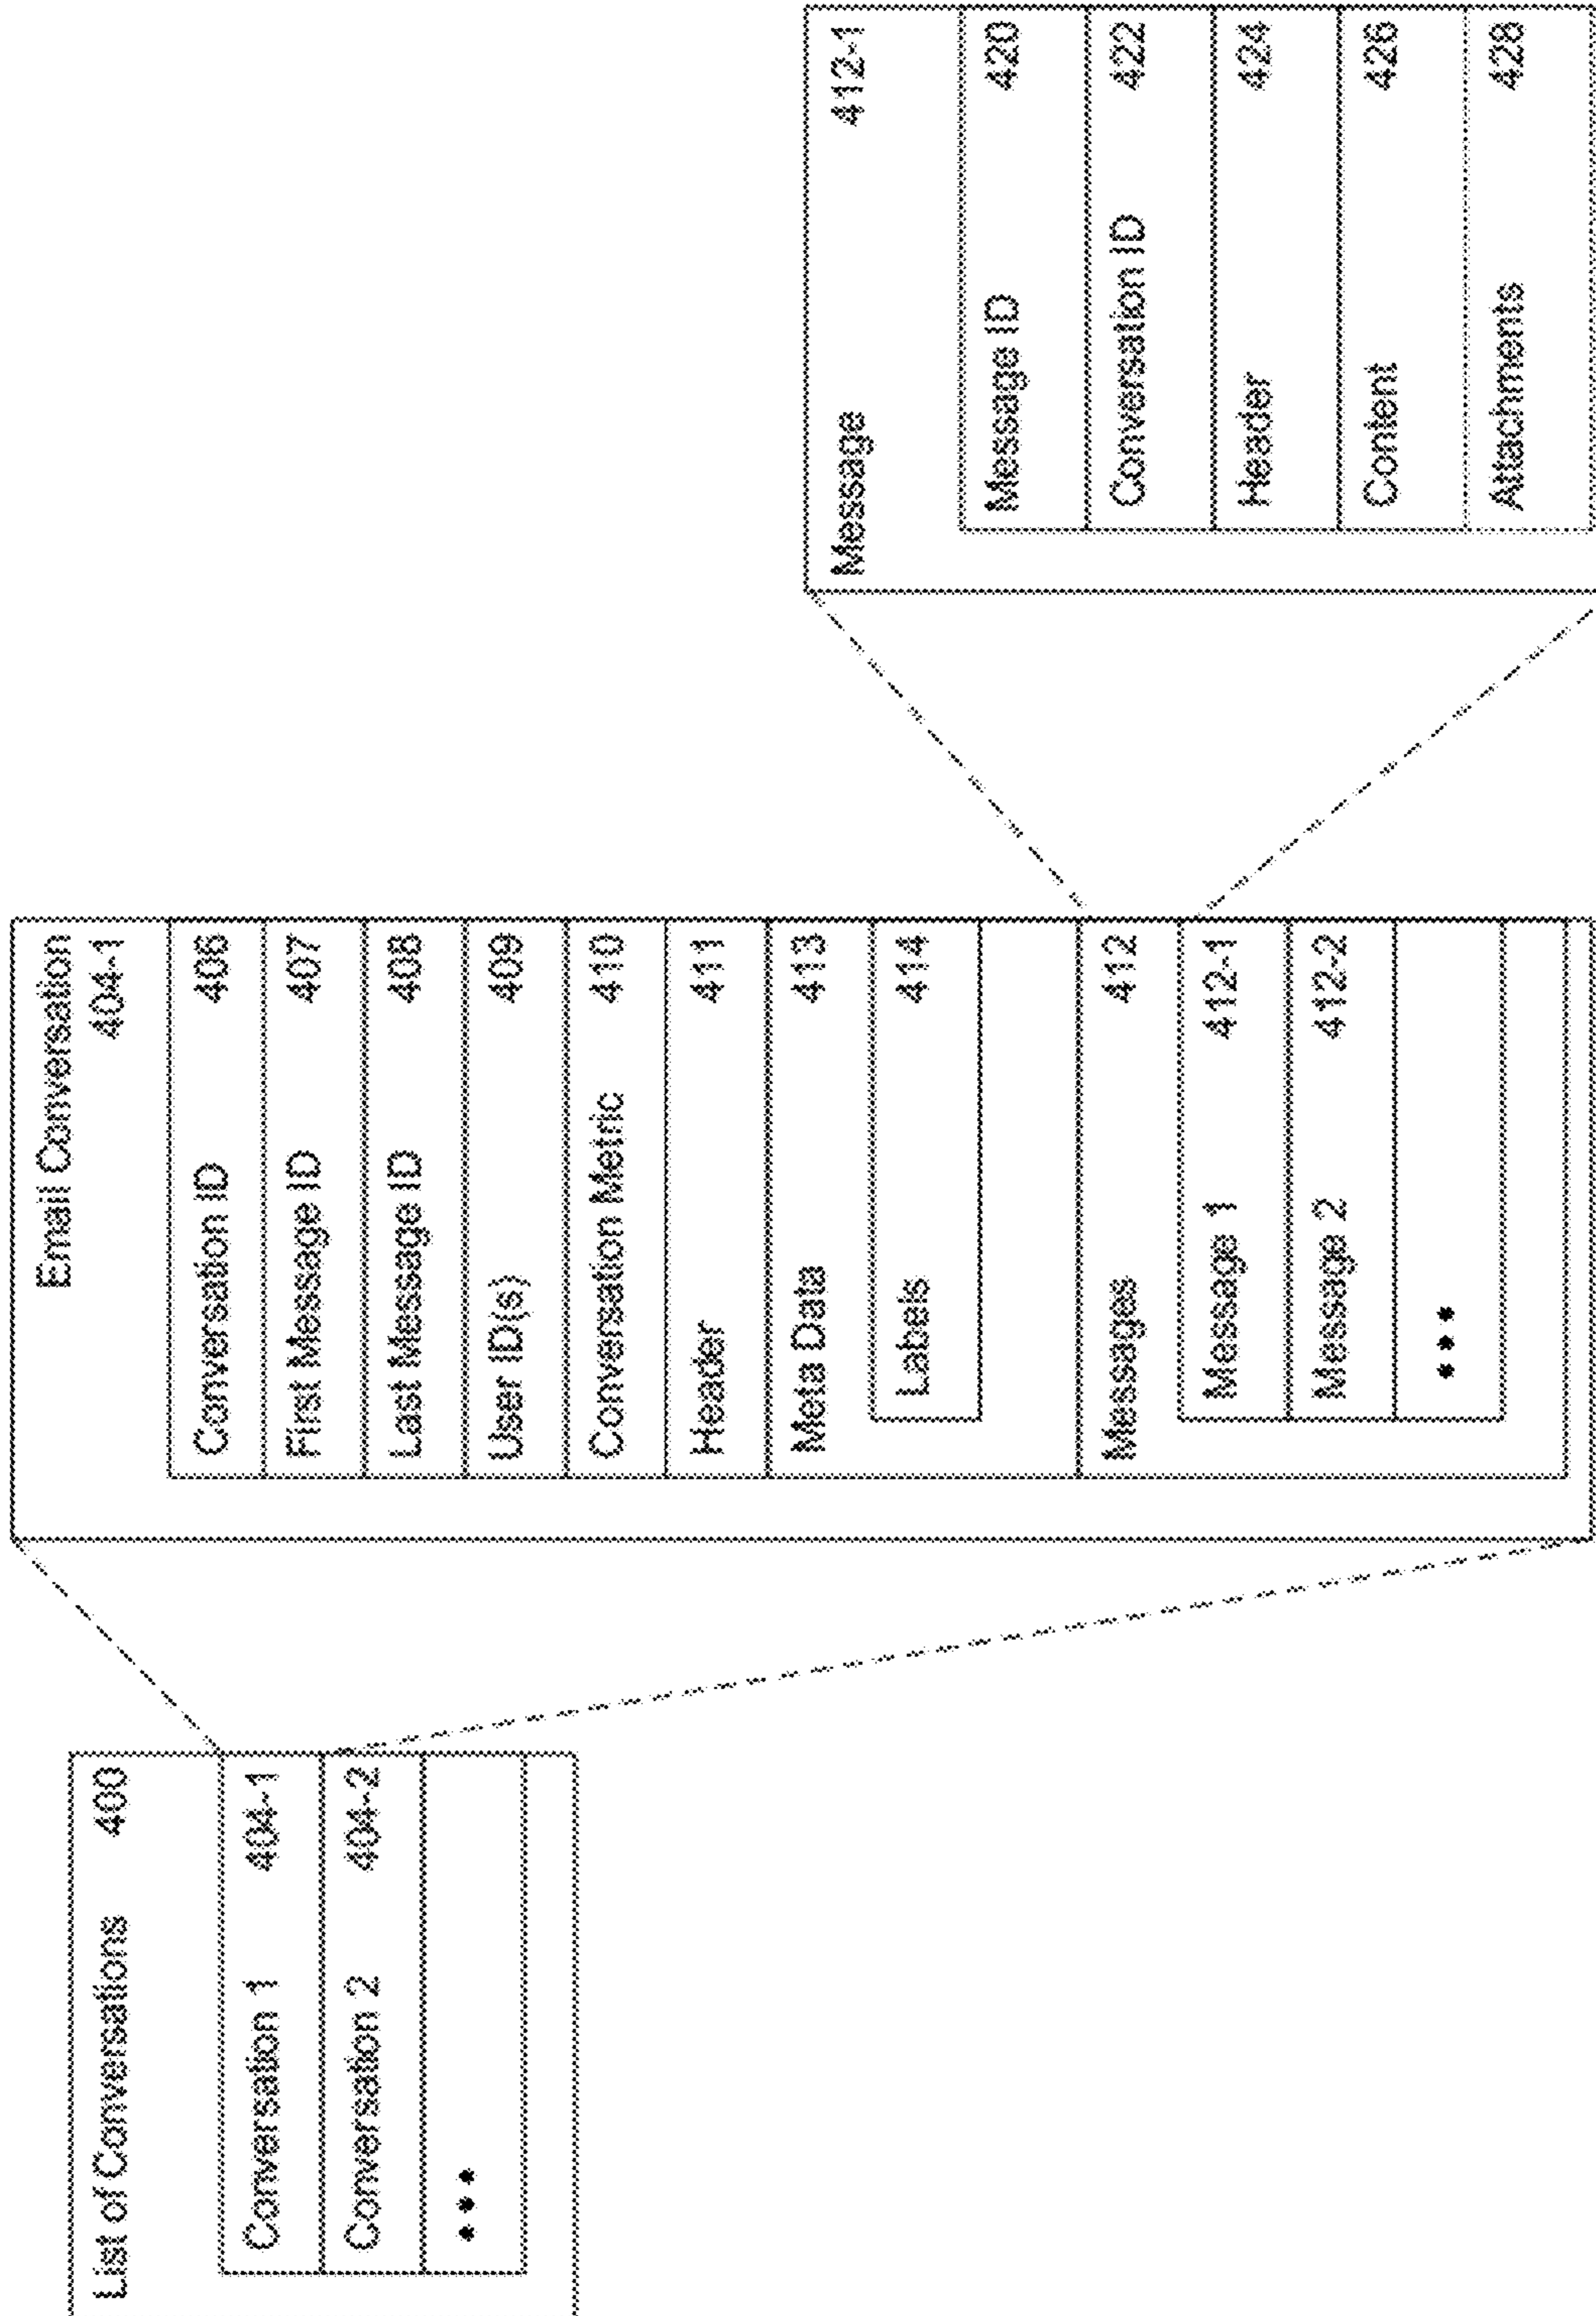 List of Conversations 400
Conversation 1 404-1
Conversation 2 404-2
•••
Email Conversation
404-1
Conversation ID 406
First Message ID 407
Last Message ID 408
User ID(s) 409
Conversation Metric 410
Header 411
Meta Data 413
Labels 414
Messages 412
Message 1 412-1
Message 2 412-2
•••
Message 412-1
Message ID 420
Conversation ID 422
Header 424
Content 426
Attachments 428